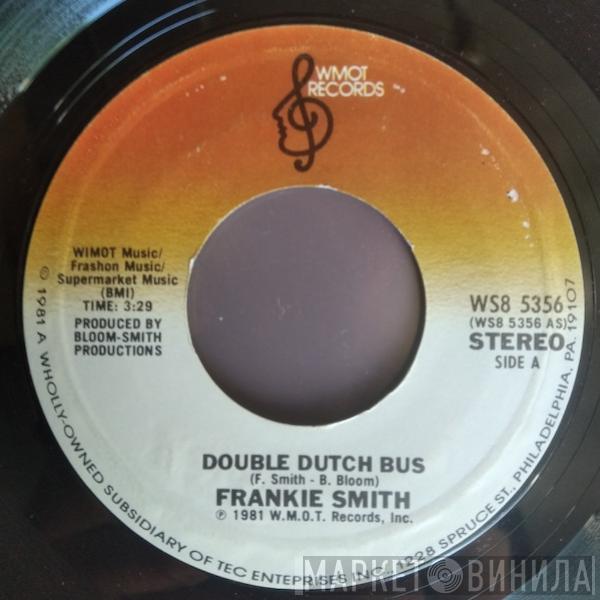 WMOT
RECORDS
WIMOT Music/
Frashon Music/
Supermarket Music
(BMI)
TIME: 3:29
PRODUCED BY
BLOOM-SMITH
PRODUCTIONS
WS8 5356
(WS8 5356 AS)
STEREO
SIDE A
DOUBLE DUTCH BUS
(F. Smith - B. Bloom)
FRANKIE SMITH
℗ 1981 W.M.O.T. Records, Inc.
© 1981 A WHOLLY-OWNED SUBSIDIARY OF TEC ENTEPRISES INC., 1228 SPRUCE ST., PHILADELPHIA, PA. 19107
МАРКЕТ ВИНИЛА